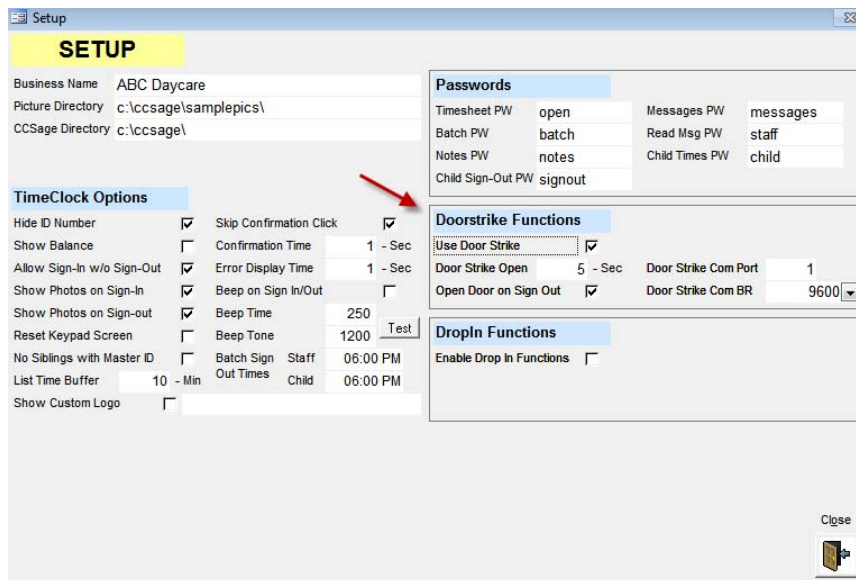 Setup
SETUP
Business Name ABC Daycare
Picture Directory c:\ccsage\samplepics\
CCSage Directory c:\ccsage\
Passwords
Timesheet PW open Messages PW messages
Batch PW batch Read Msg PW staff
Notes PW notes Child Times PW child
Child Sign-Out PW signout
TimeClock Options
Hide ID Number Skip Confirmation Click
Show Balance Confirmation Time 1 - Sec
Allow Sign-In w/o Sign-Out Error Display Time 1 - Sec
Show Photos on Sign-In Beep on Sign In/Out
Show Photos on Sign-out Beep Time 250
Reset Keypad Screen Beep Tone 1200 Test
No Siblings with Master ID Batch Sign Staff 06:00 PM
List Time Buffer 10 - Min Out Times Child 06:00 PM
Show Custom Logo
Doorstrike Functions
Use Door Strike
Door Strike Open 5 - Sec Door Strike Com Port 1
Open Door on Sign Out Door Strike Com BR 9600
DropIn Functions
Enable Drop In Functions
Close